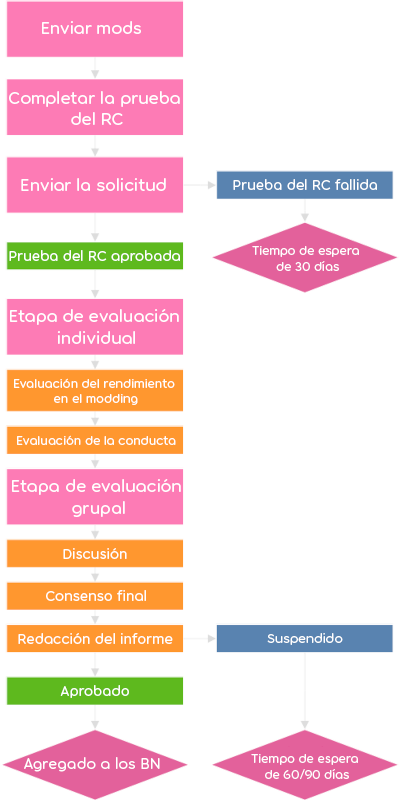 Enviar mods
Completar la prueba
del RC
Enviar la solicitud
Prueba del RC fallida
Tiempo de espera
de 30 días
Prueba del RC aprobada
Etapa de evaluación
individual
Evaluación del rendimiento
en el modding
Evaluación de la conducta
Etapa de evaluación
grupal
Discusión
Consenso final
Redacción del informe
Suspendido
Aprobado
Agregado a los BN
Tiempo de espera
de 60/90 días